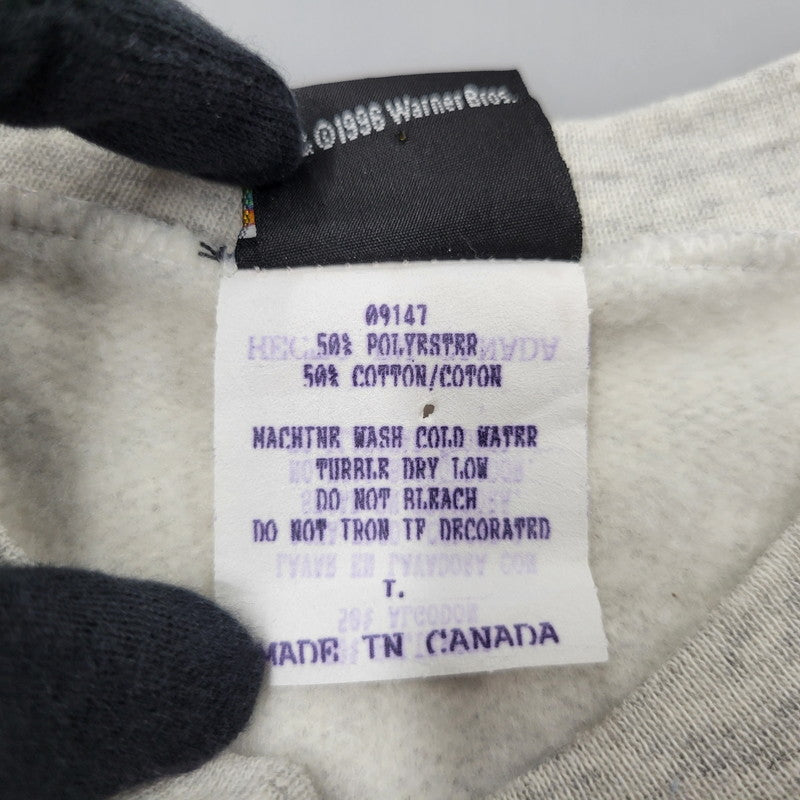 ©1996 Warner Bros.
09147
50% POLYESTER
50% COTTON/COTON
MACHINE WASH COLD WATER
TUMBLE DRY LOW
DO NOT BLEACH
DO NOT IRON IF DECORATED
T.
MADE IN CANADA